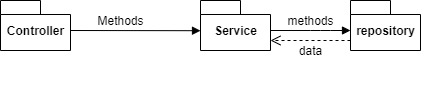 Methods
methods
Controller
Service
repository
data